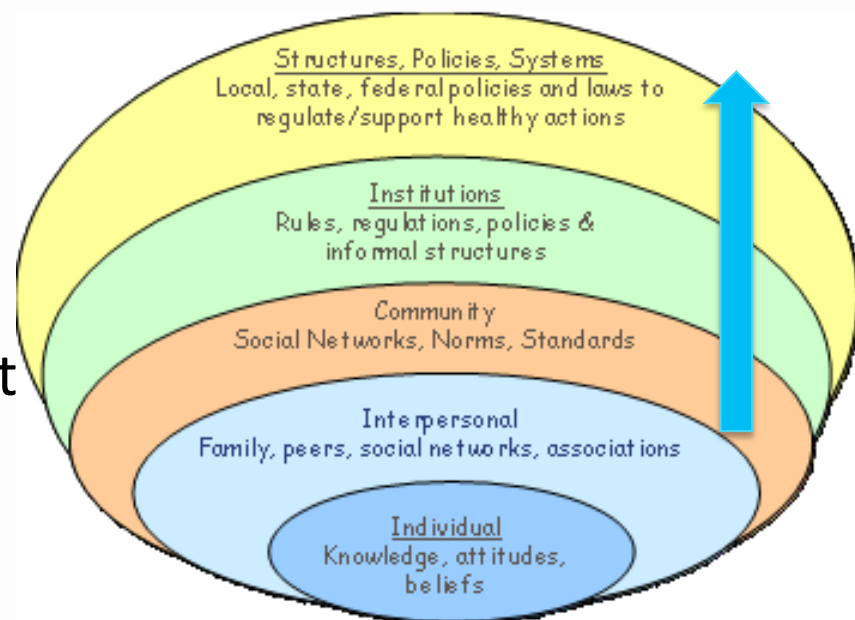 Structures, Policies, Systems
Local, state, federal policies and laws to
regulate/support healthy actions
Institutions
Rules, regulations, policies &
informal structures
Community
Social Networks, Norms, Standards
t
Interpersonal
Family, peers, social networks, associations
Individual
Knowledge, attitudes,
beliefs